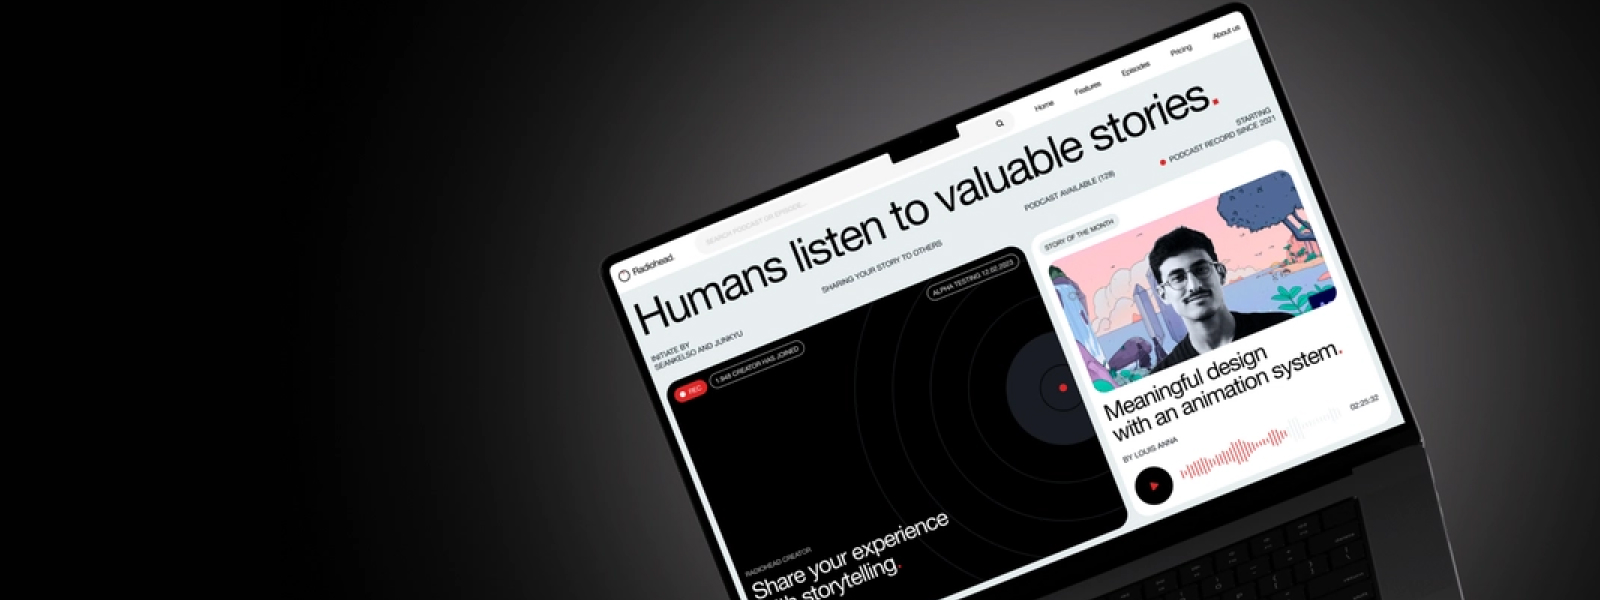 Radiohead.
SEARCH PODCAST OR EPISODE...
Home
Features
Episodes
Pricing
About us
Humans listen to valuable stories.
INITIATE BY
SEANKELSO AND JUNKYU
SHARING YOUR STORY TO OTHERS
PODCAST AVAILABLE (128)
STARTING
PODCAST RECORD SINCE 2021
REC
1.948 CREATOR HAS JOINED
ALPHA TESTING 12.02.2023
RADIOHEAD CREATOR
Share your experience
storytelling.
STORY OF THE MONTH
Meaningful design
with an animation system.
BY LOUIS ANNA
02:25:32